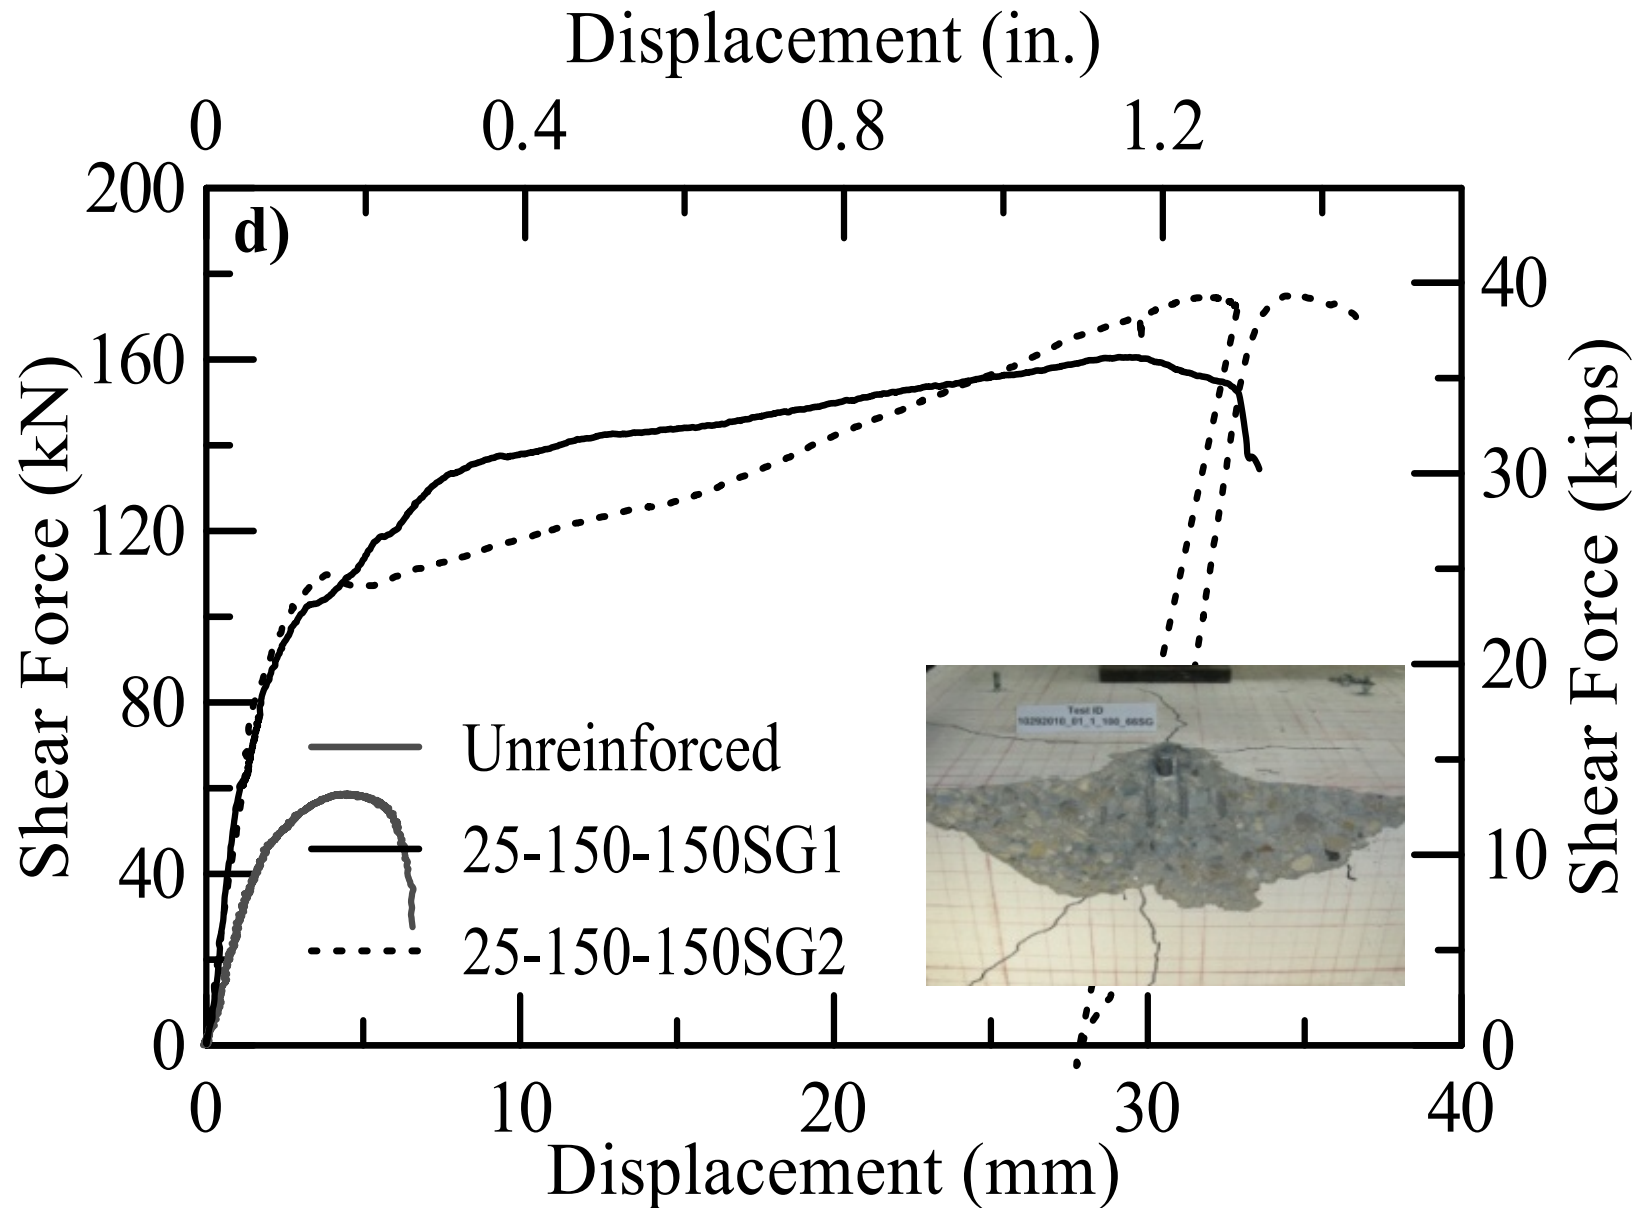 Displacement (in.)
0 0.4 0.8 1.2
200
160
120
80
40
0
Shear Force (kN)
d)
40
30
20
10
0
Shear Force (kips)
Unreinforced
25-150-150SG1
25-150-150SG2
Test ID
0 10 20 30 40
Displacement (mm)